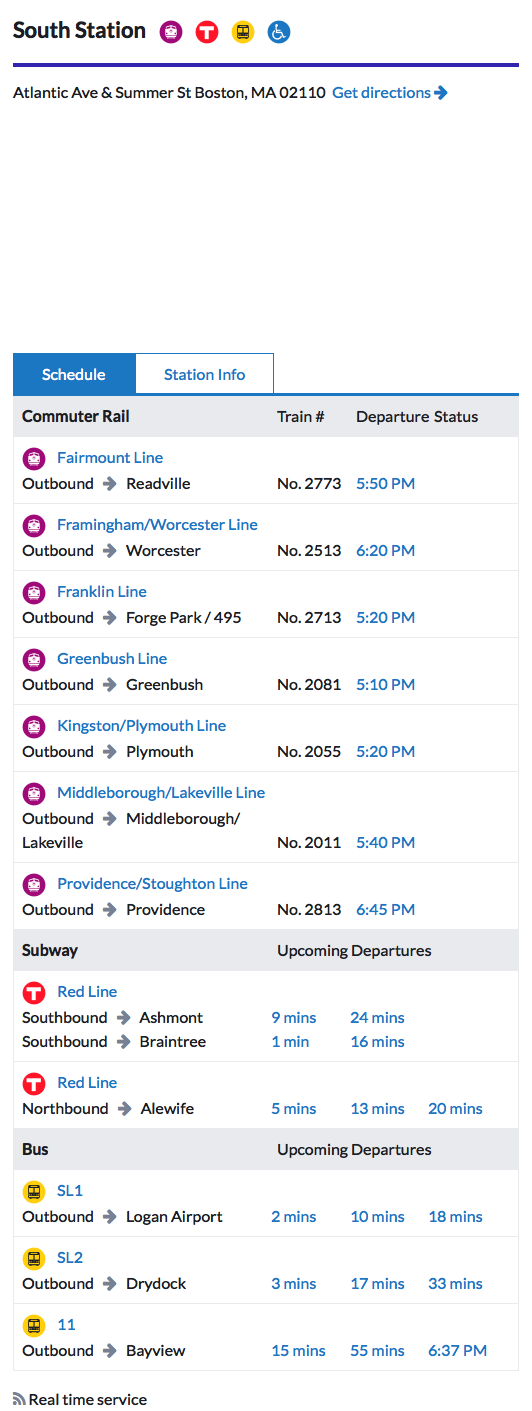 South Station
Atlantic Ave & Summer St Boston, MA 02110 Get directions
Schedule Station Info
Commuter Rail Train # Departure Status
Fairmount Line
Outbound Readville No. 2773 5:50 PM
Framingham/Worcester Line
Outbound Worcester No. 2513 6:20 PM
Franklin Line
Outbound Forge Park / 495 No. 2713 5:20 PM
Greenbush Line
Outbound Greenbush No. 2081 5:10 PM
Kingston/Plymouth Line
Outbound Plymouth No. 2055 5:20 PM
Middleborough/Lakeville Line
Outbound Middleborough/
Lakeville No. 2011 5:40 PM
Providence/Stoughton Line
Outbound Providence No. 2813 6:45 PM
Subway Upcoming Departures
T Red Line
Southbound Ashmont 9 mins 24 mins
Southbound Braintree 1 min 16 mins
T Red Line
Northbound Alewife 5 mins 13 mins 20 mins
Bus Upcoming Departures
SL1
Outbound Logan Airport 2 mins 10 mins 18 mins
SL2
Outbound Drydock 3 mins 17 mins 33 mins
11
Outbound Bayview 15 mins 55 mins 6:37 PM
Real time service